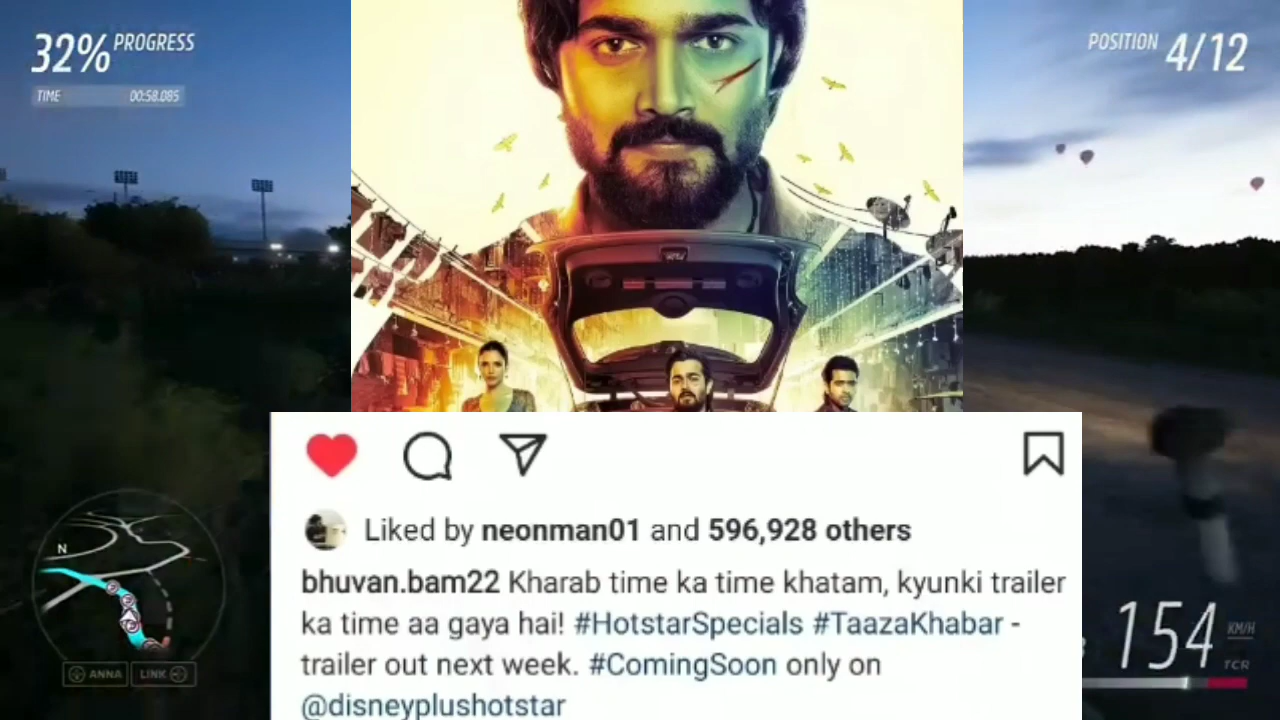 32% PROGRESS
TIME 00:58.085
POSITION 4/12
Liked by neonman01 and 596,928 others
bhuvan.bam22 Kharab time ka time khatam, kyunki trailer
ka time aa gaya hai! #HotstarSpecials #TaazaKhabar -
trailer out next week. #ComingSoon only on
@disneyplushotstar
N
ANNA LINK
154 KM/H
TCR